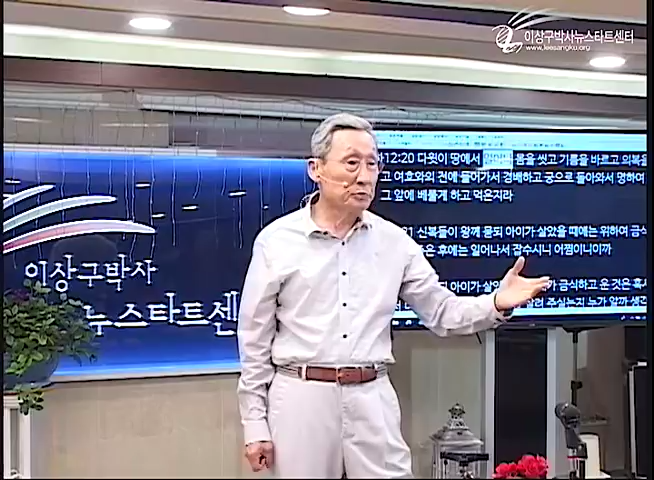 이상구박사뉴스타트센터
www.leesangku.org
12:20 다윗이 땅에서 일어나 몸을 씻고 기름을 바르고 의복을
고 여호와의 전에 들어가서 경배하고 궁으로 돌아와서 명하여
그 앞에 베풀게 하고 먹은지라
21 신복들이 왕께 묻되 아이가 살았을 때에는 위하여 금식
은 후에는 일어나서 잡수시니 어찜이니이까
아이가 살 가 금식하고 운 것은 혹시
려 주실는지 누가 알까 생각
이상구박사
뉴스타트센